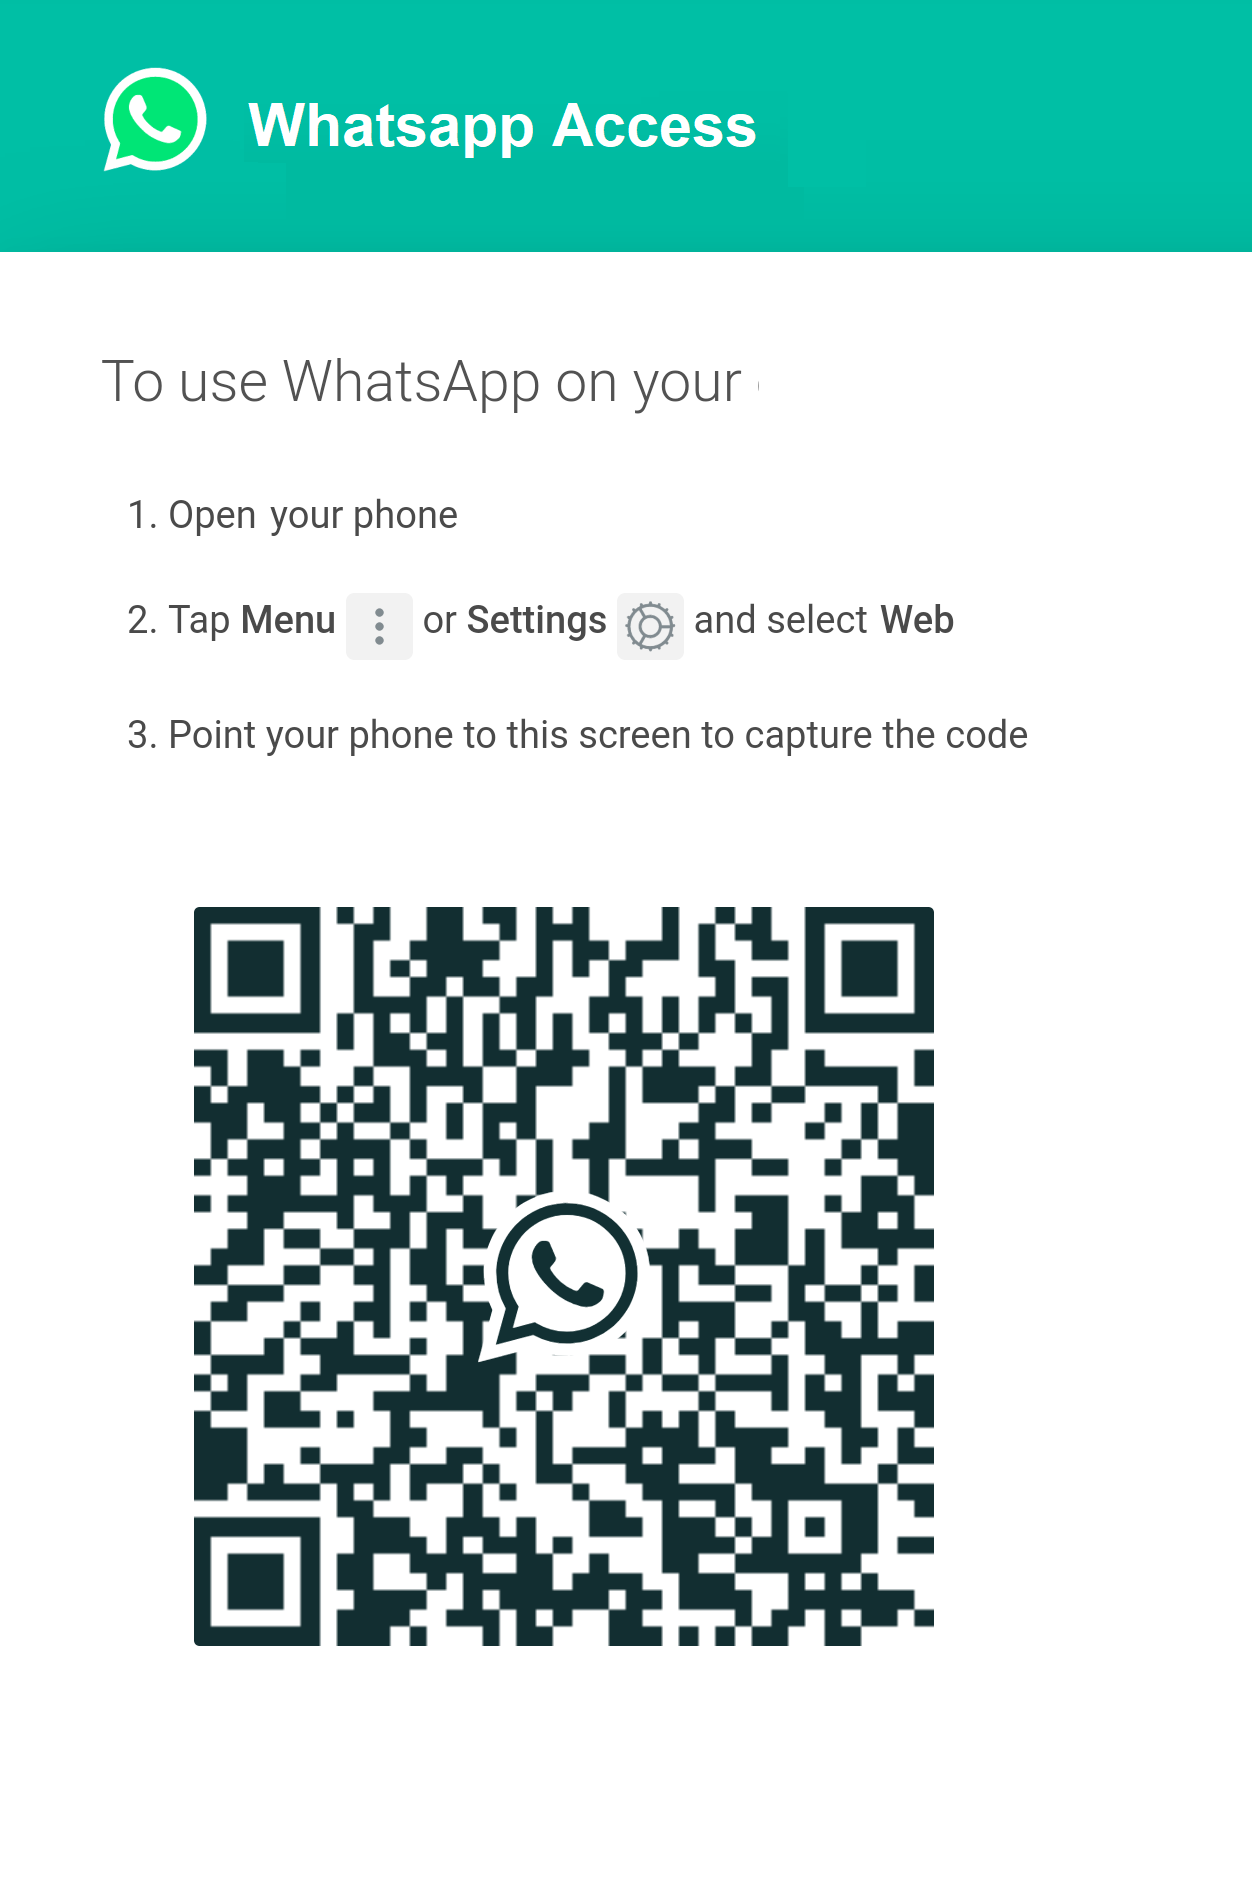 Whatsapp Access
To use WhatsApp on your
1. Open your phone
2. Tap Menu or Settings and select Web
3. Point your phone to this screen to capture the code